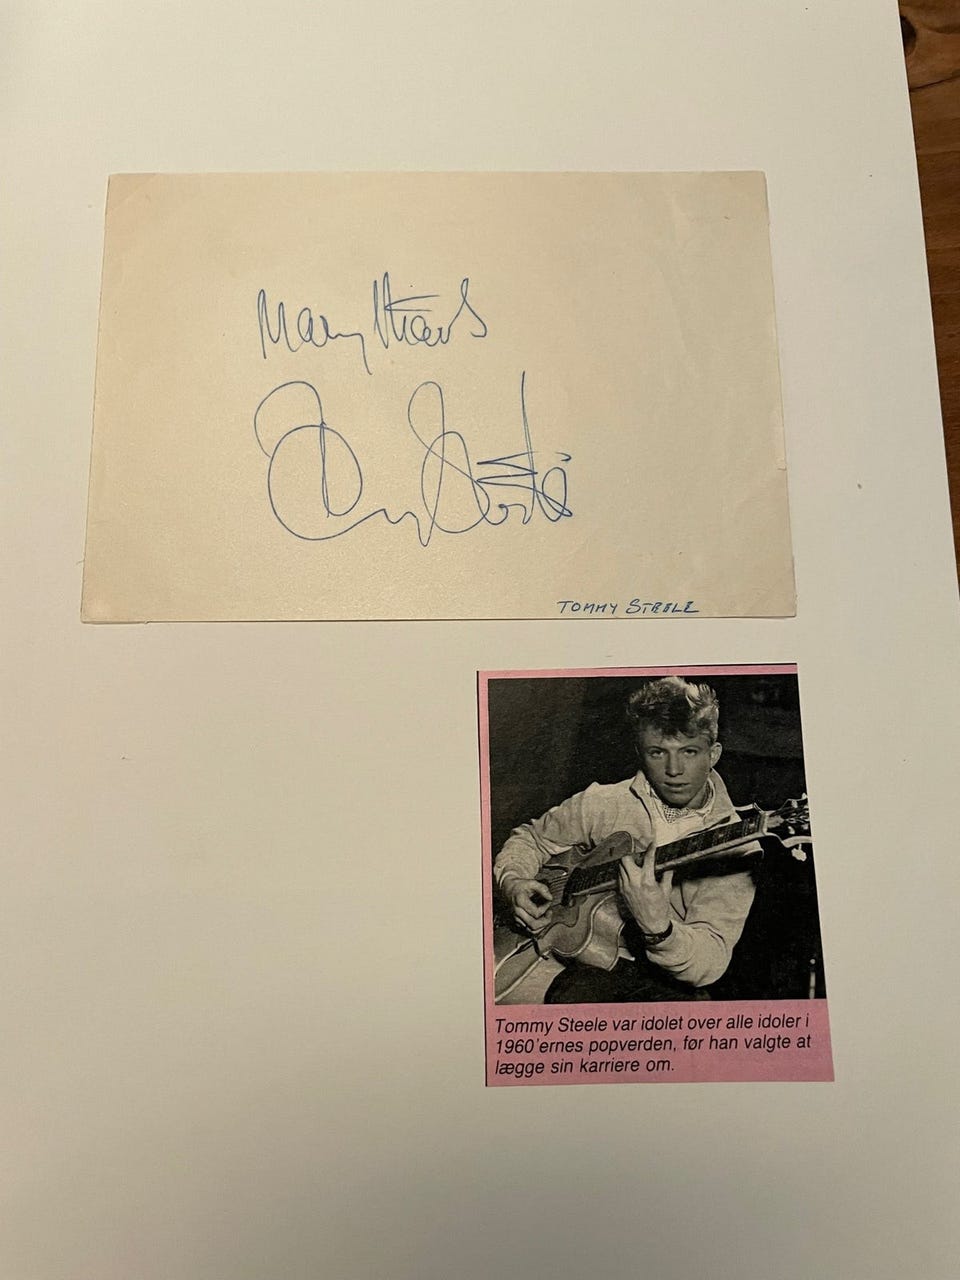 Many thanks
Tommy Steele
TOMMY STEELE
Tommy Steele var idolet over alle idoler i
1960'ernes popverden, før han valgte at
lægge sin karriere om.